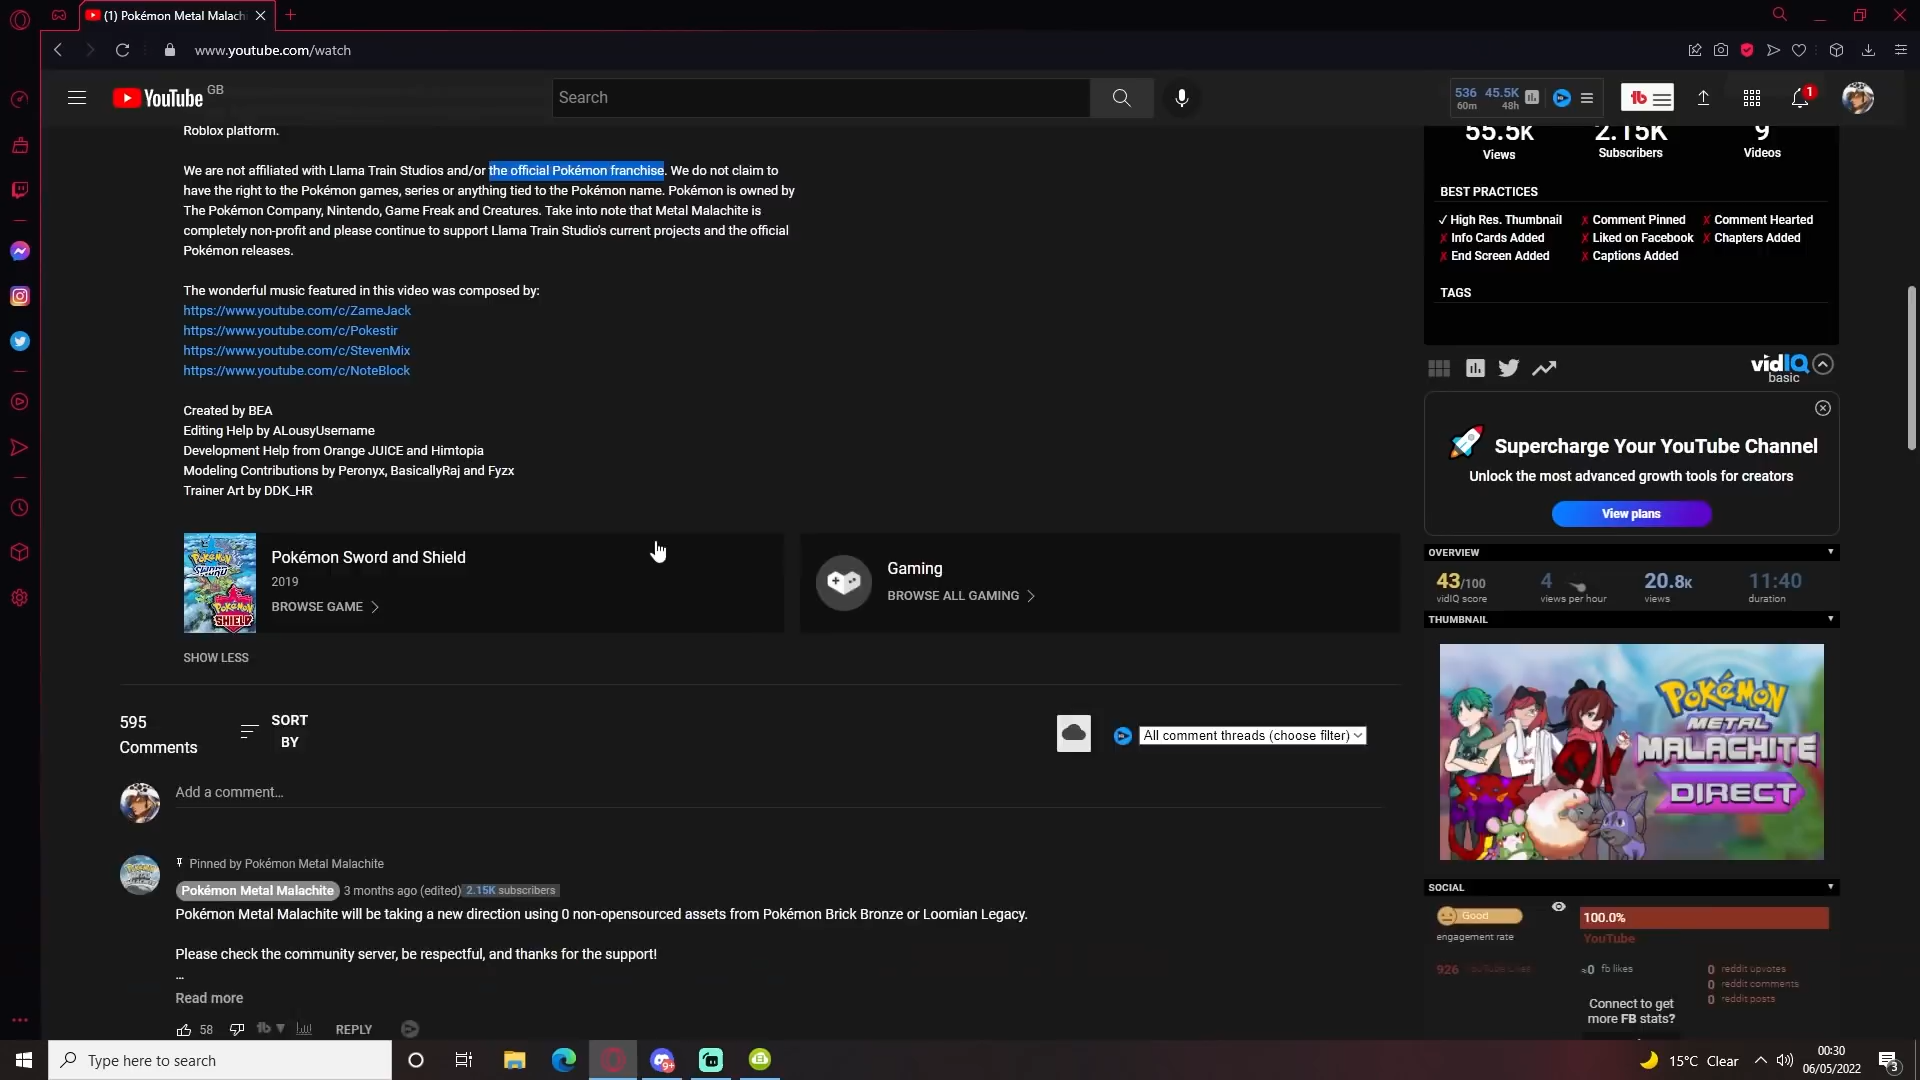 (1) Pokémon Metal Malach
www.youtube.com/watch
YouTube GB
Search
536 45.5K
60m 48h
1
Roblox platform.
We are not affiliated with Llama Train Studios and/or the official Pokémon franchise. We do not claim to
have the right to the Pokémon games, series or anything tied to the Pokémon name. Pokémon is owned by
The Pokémon Company, Nintendo, Game Freak and Creatures. Take into note that Metal Malachite is
completely non-profit and please continue to support Llama Train Studio's current projects and the official
Pokémon releases.
The wonderful music featured in this video was composed by:
https://www.youtube.com/c/ZameJack
https://www.youtube.com/c/Pokestir
https://www.youtube.com/c/StevenMix
https://www.youtube.com/c/NoteBlock
Created by BEA
Editing Help by ALousyUsername
Development Help from Orange JUICE and Himtopia
Modeling Contributions by Peronyx, BasicallyRaj and Fyzx
Trainer Art by DDK_HR
Pokémon Sword and Shield
2019
BROWSE GAME
Gaming
BROWSE ALL GAMING
SHOW LESS
595
Comments
SORT
BY
All comment threads (choose filter)
Add a comment...
Pinned by Pokémon Metal Malachite
Pokémon Metal Malachite 3 months ago (edited) 2.15K subscribers
Pokémon Metal Malachite will be taking a new direction using 0 non-opensourced assets from Pokémon Brick Bronze or Loomian Legacy.
Please check the community server, be respectful, and thanks for the support!
...
Read more
58
REPLY
55.5K 2.15K 9
Views Subscribers Videos
BEST PRACTICES
✓ High Res. Thumbnail ✗ Comment Pinned ✗ Comment Hearted
✗ Info Cards Added ✗ Liked on Facebook ✗ Chapters Added
✗ End Screen Added ✗ Captions Added
TAGS
vidIQ
basic
Supercharge Your YouTube Channel
Unlock the most advanced growth tools for creators
View plans
OVERVIEW
43/100 4 20.8K 11:40
vidIQ score views per hour views duration
THUMBNAIL
POKéMON
METAL
MALACHITE
DIRECT
SOCIAL
Good
engagement rate
100.0%
YouTube
926 YouTube Likes
≈0 fb likes
0 reddit upvotes
0 reddit comments
0 reddit posts
Connect to get
more FB stats?
Type here to search
9+
15°C Clear
00:30
06/05/2022
3